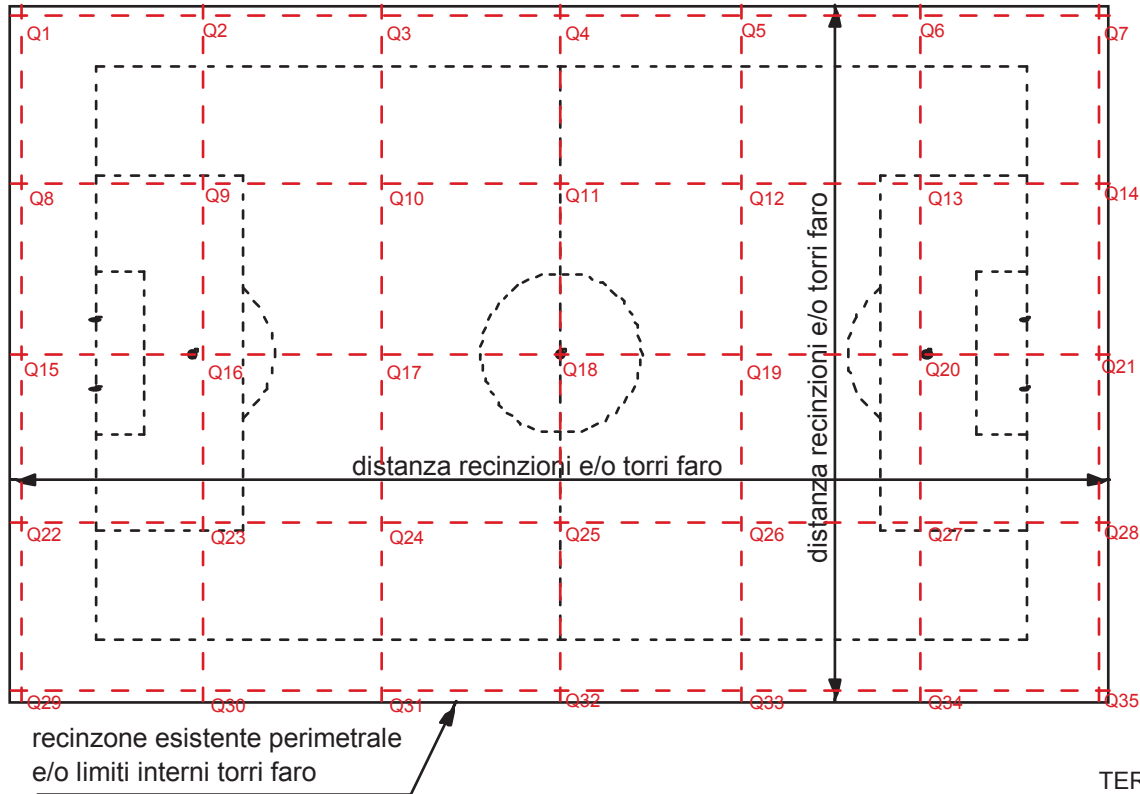 Q1 Q2 Q3 Q4 Q5 Q6 Q7
Q8 Q9 Q10 Q11 Q12 Q13 Q14
distanza recinzioni e/o torri faro
Q15 Q16 Q17 Q18 Q19 Q20 Q21
distanza recinzioni e/o torri faro
Q22 Q23 Q24 Q25 Q26 Q27 Q28
Q29 Q30 Q31 Q32 Q33 Q34 Q35
recinzone esistente perimetrale
e/o limiti interni torri faro
TER